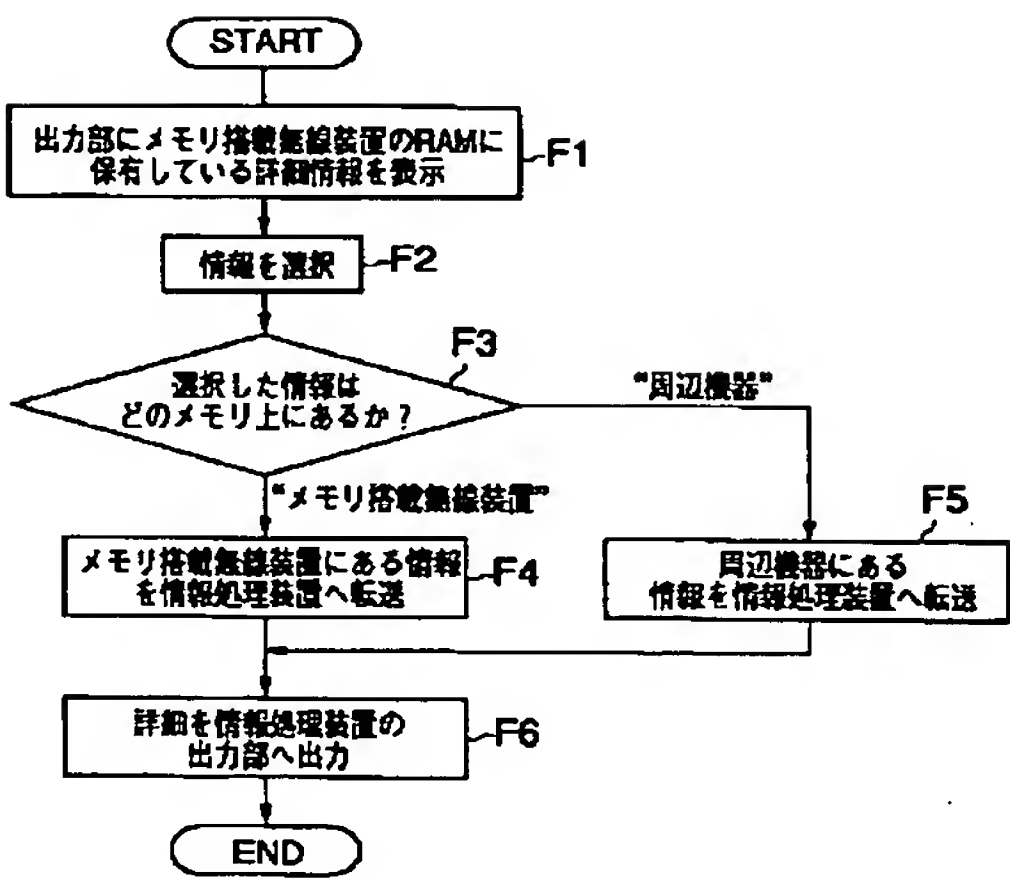 START
出力部にメモリ搭載無線装置のRAMに
保有している詳細情報を表示
F1
情報を選択
F2
F3
選択した情報は
どのメモリ上にあるか?
“周辺機器”
“メモリ搭載無線装置”
メモリ搭載無線装置にある情報
を情報処理装置へ転送
F4
F5
周辺機器にある
情報を情報処理装置へ転送
詳細を情報処理装置の
出力部へ出力
F6
END